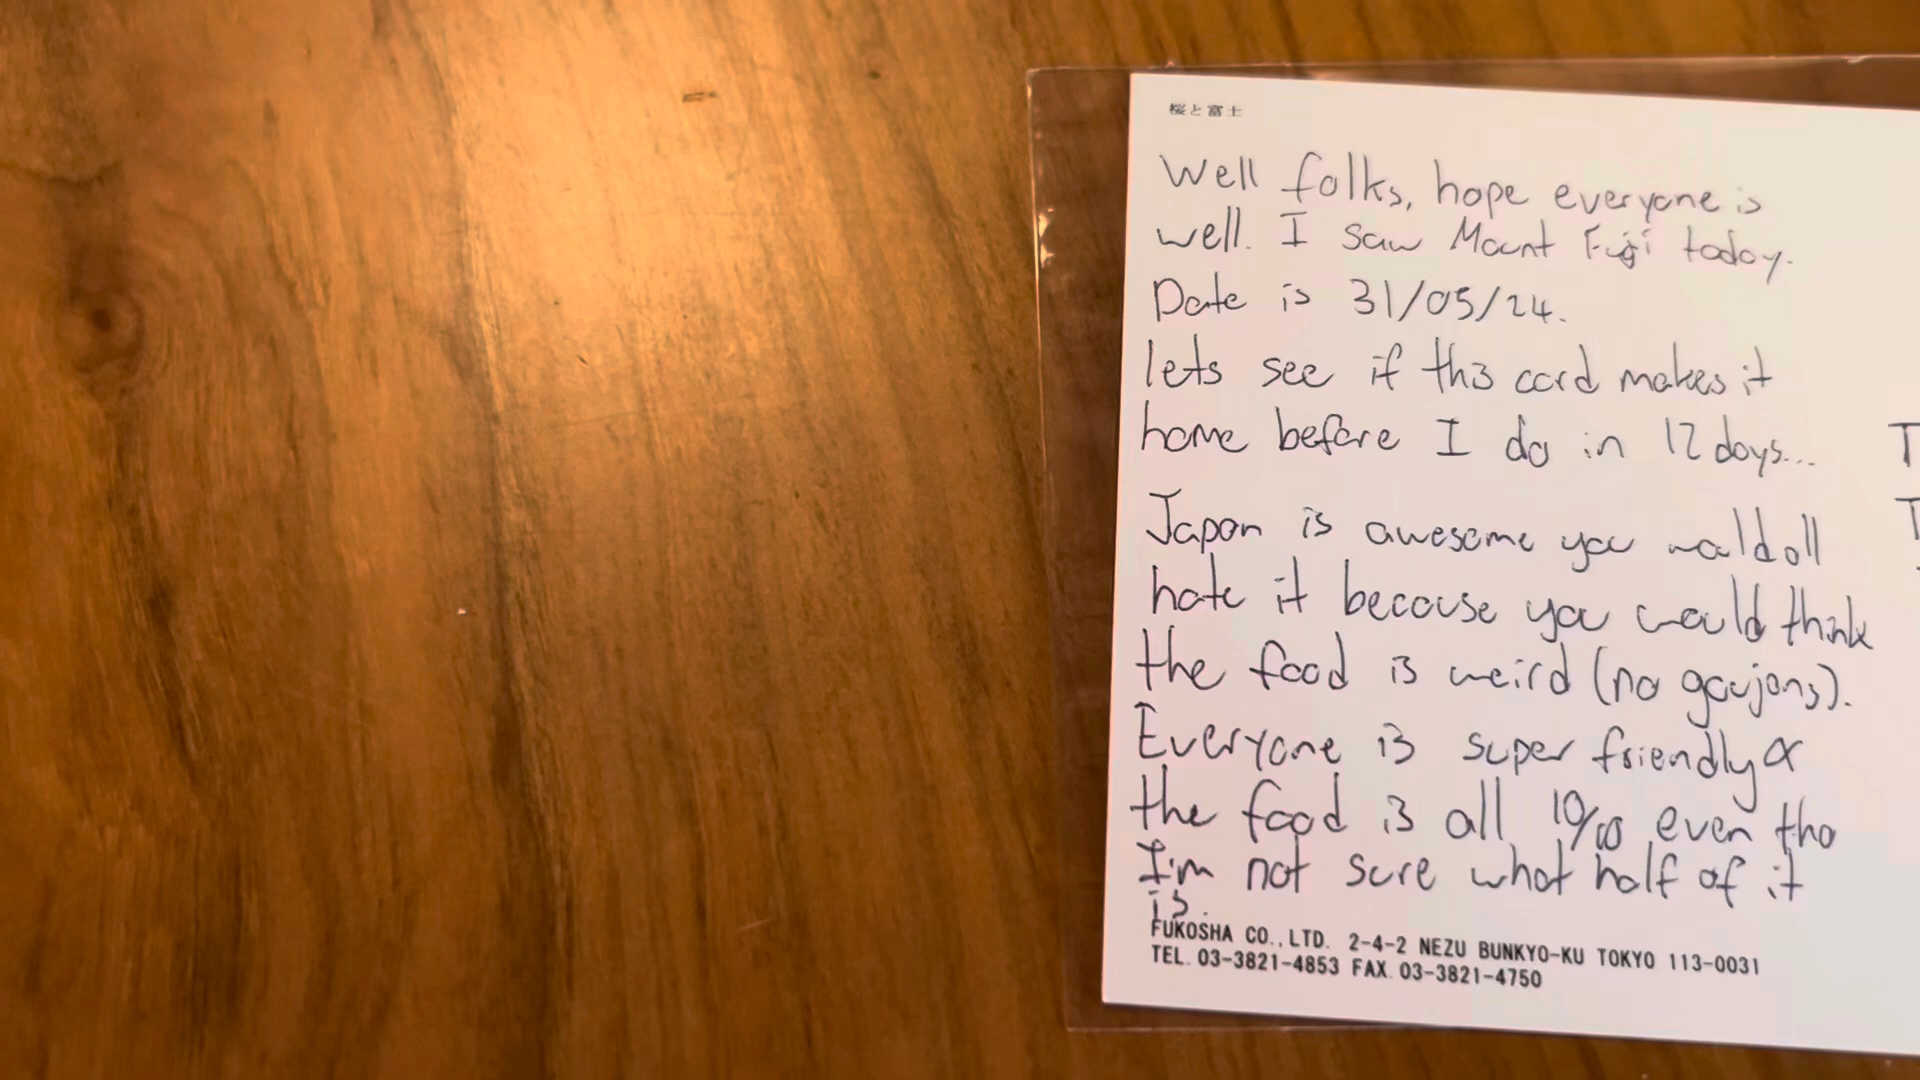 桜と富士
Well folks, hope everyone is
well. I saw Mount Fuji today.
Date is 31/05/24.
lets see if this card makes it
home before I do in 12 days...
Japan is awesome you would all
hate it because you would think
the food is weird (no goujons).
Everyone is super friendly &
the food is all 10/10 even tho
I'm not sure what half of it
is.
FUKOSHA CO., LTD. 2-4-2 NEZU BUNKYO-KU TOKYO 113-0031
TEL. 03-3821-4853 FAX. 03-3821-4750